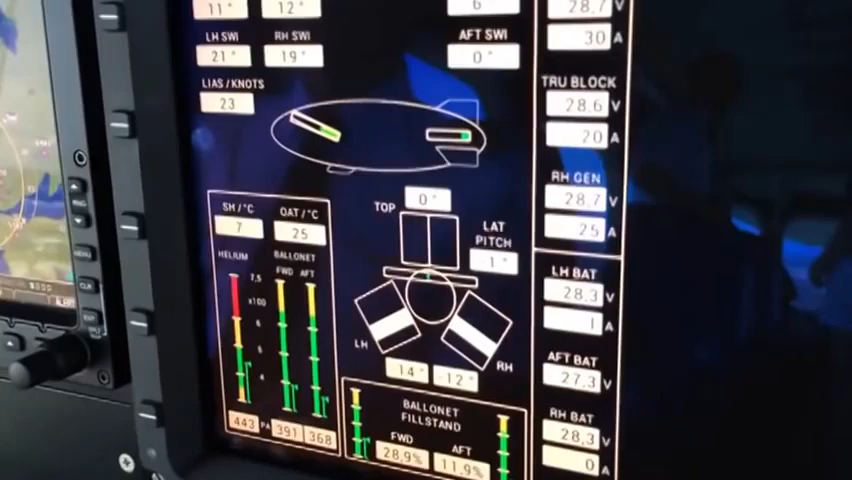 11° 12° 6 28,7 V
30 A
LH SWI RH SWI AFT SWI
21° 19° 0°
LIAS/KNOTS
23
TRU BLOCK
28.6 V
20 A
RH GEN
28,7 V
25 A
TOP 0°
LAT
PITCH
-1°
SH/°C OAT/°C
7 25
HELIUM BALLONET
FWD AFT
7,5
x100
6
5
4
443 PA 391 368
LH RH
-14° -12°
BALLONET
FILLSTAND
FWD AFT
28,9% 11,9%
LH BAT
28.3 V
1 A
AFT BAT
27,3 V
RH BAT
28,3 V
0 A
MENU
CLR